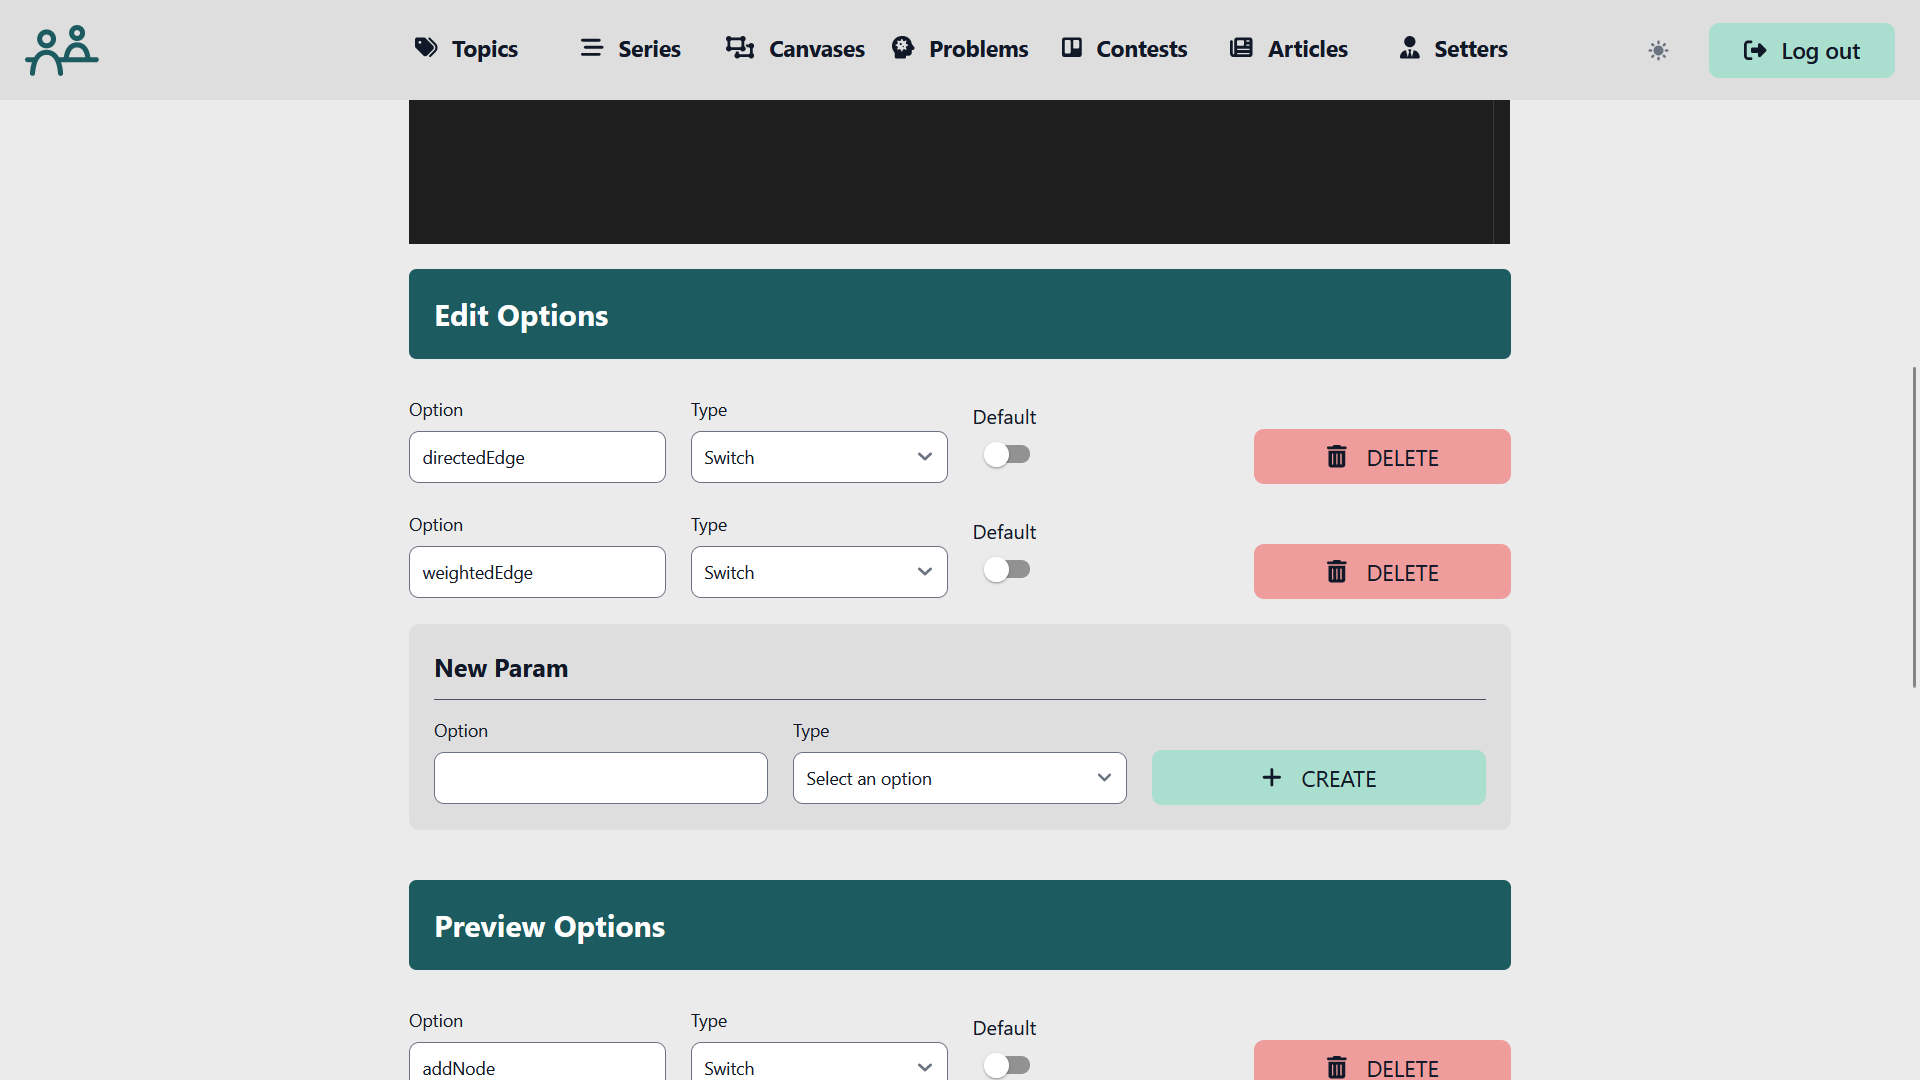 Topics Series Canvases Problems Contests Articles Setters Log out
Edit Options
Option Type Default
directedEdge Switch DELETE
Option Type Default
weightedEdge Switch DELETE
New Param
Option Type
Select an option CREATE
Preview Options
Option Type Default
addNode Switch DELETE